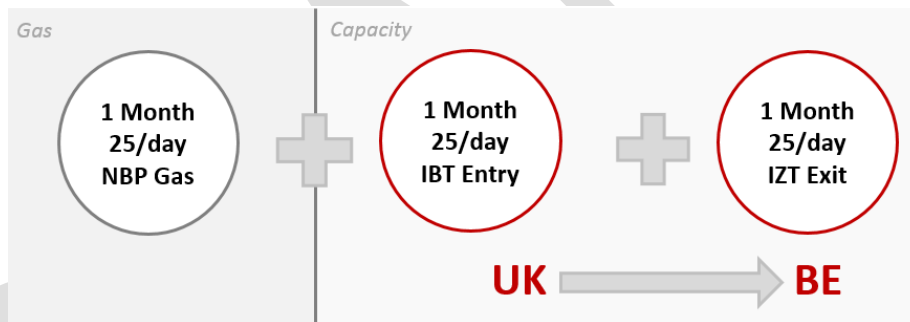 Gas
Capacity
1 Month
25/day
NBP Gas
1 Month
25/day
IBT Entry
1 Month
25/day
IZT Exit
UK
BE